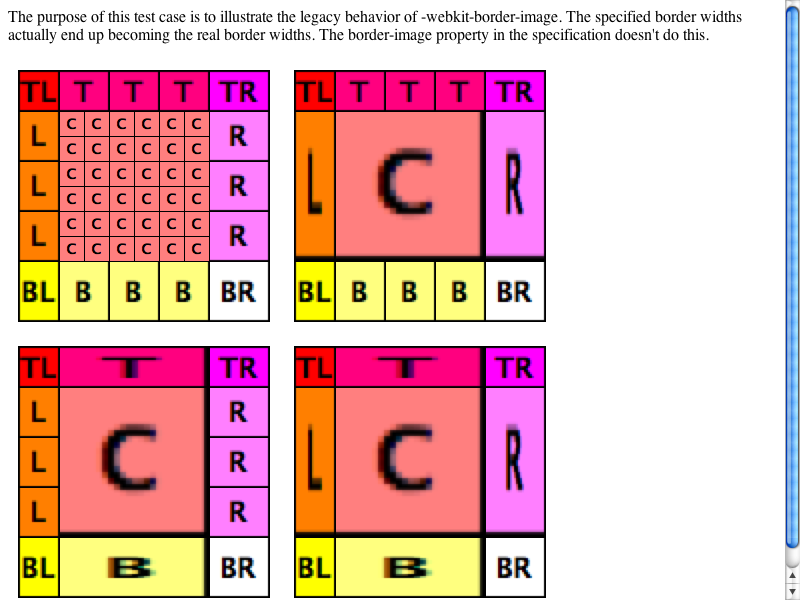 The purpose of this test case is to illustrate the legacy behavior of -webkit-border-image. The specified border widths
actually end up becoming the real border widths. The border-image property in the specification doesn't do this.
TL T T T TR TL T T T TR
C C C C C C
L C C C C C C R L C R
C C C C C C
L C C C C C C R
C C C C C C
L C C C C C C R
BL B B B BR BL B B B BR
TL T TR TL T TR
L R
L C R L C R
L R
BL B BR BL B BR